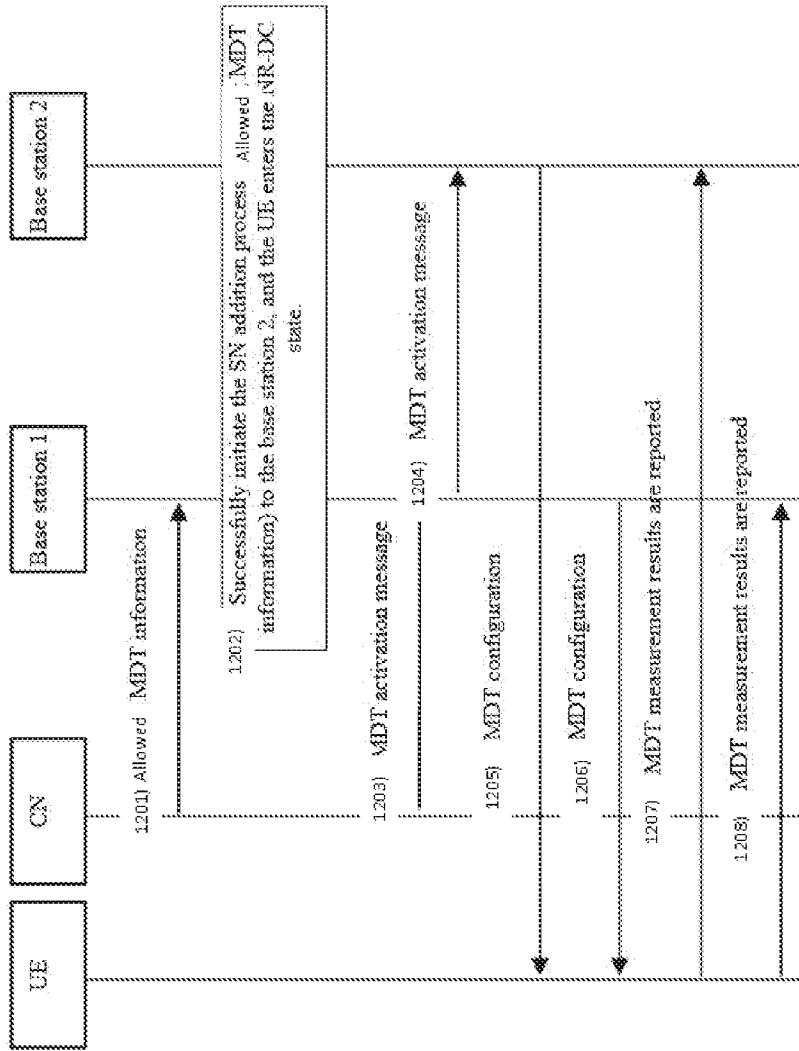 UE
CN
Base station 1
Base station 2
1201) Allowed MDT information
1202) Successfully initiate the SN addition process Allowed MDT
information) to the base station 2, and the UE enters the NR-DC
state.
1203) MDT activation message
1204) MDT activation message
1205) MDT configuration
1206) MDT configuration
1207) MDT measurement results are reported
1208) MDT measurement results are reported